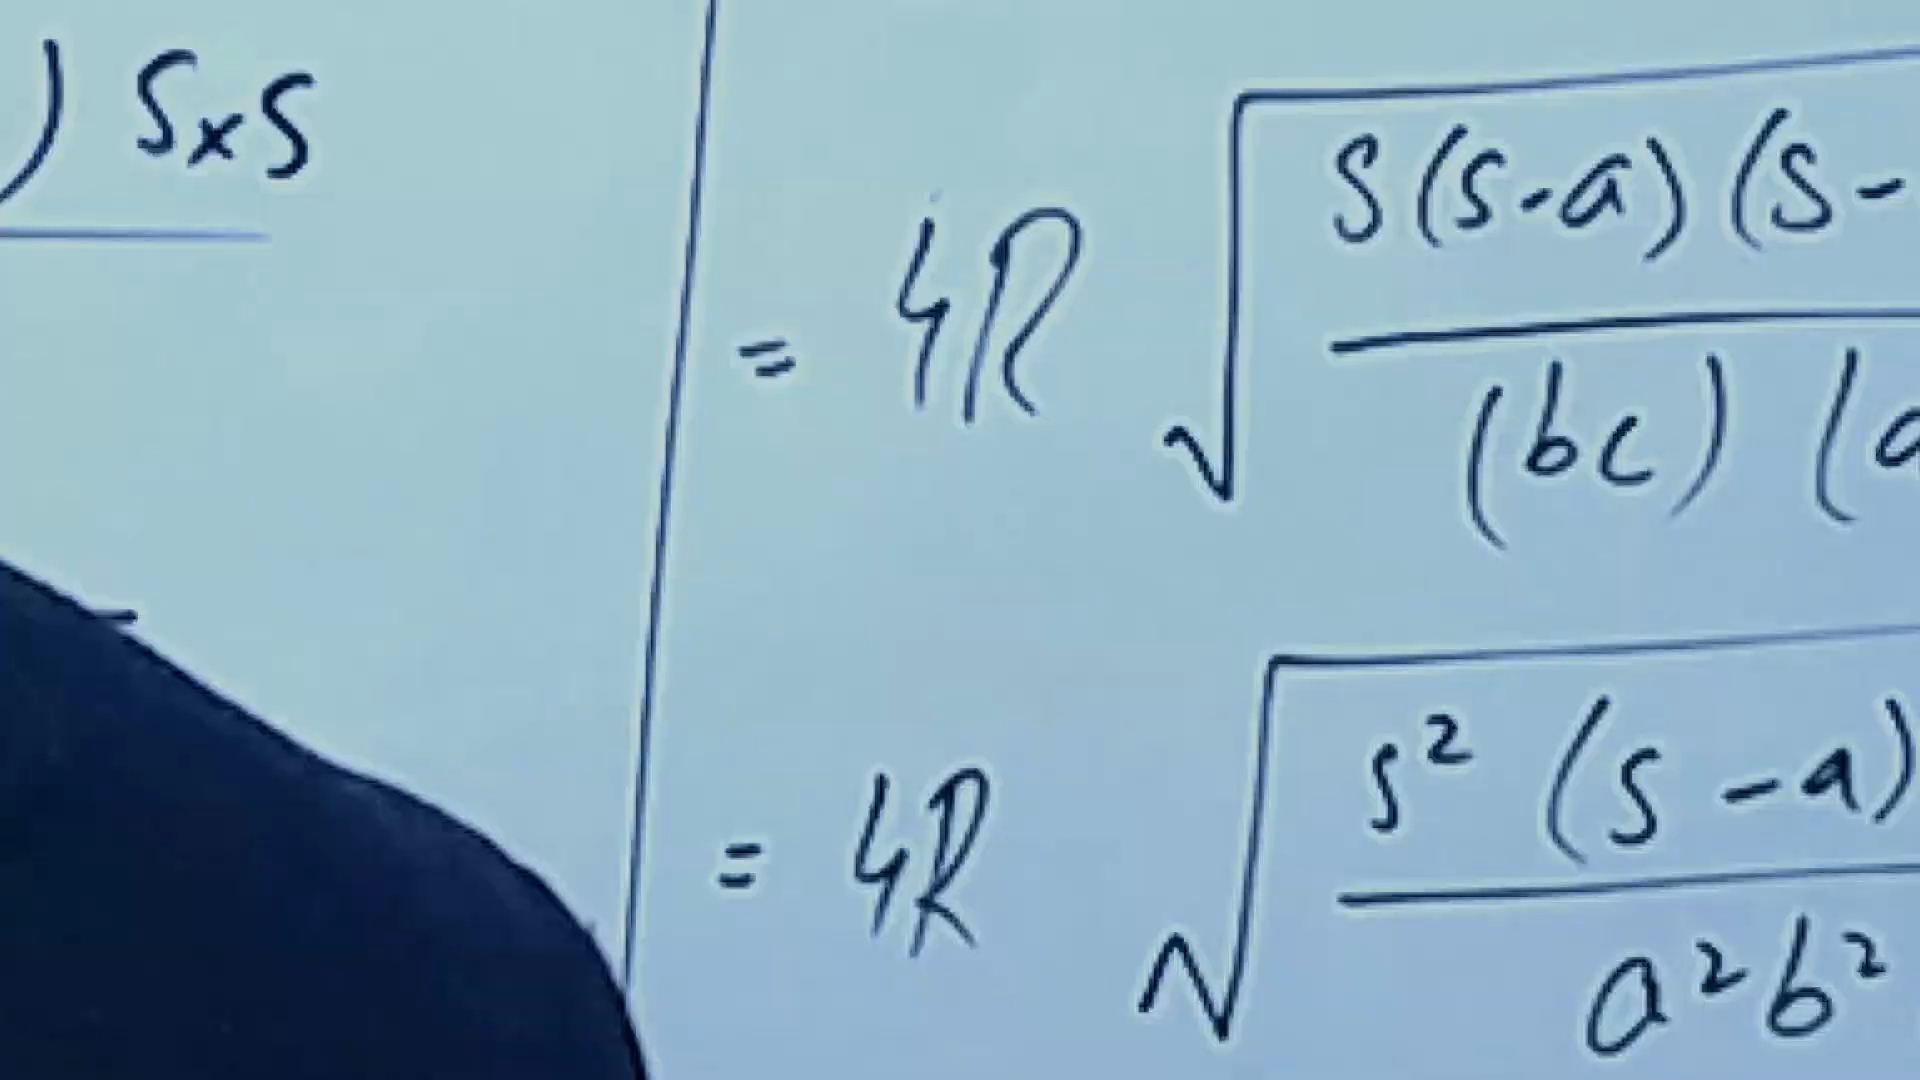 ) S×S
= 4R √ S(S-a)(S-
(bc) (a
= 4R √ s² (S-a)
a²b²